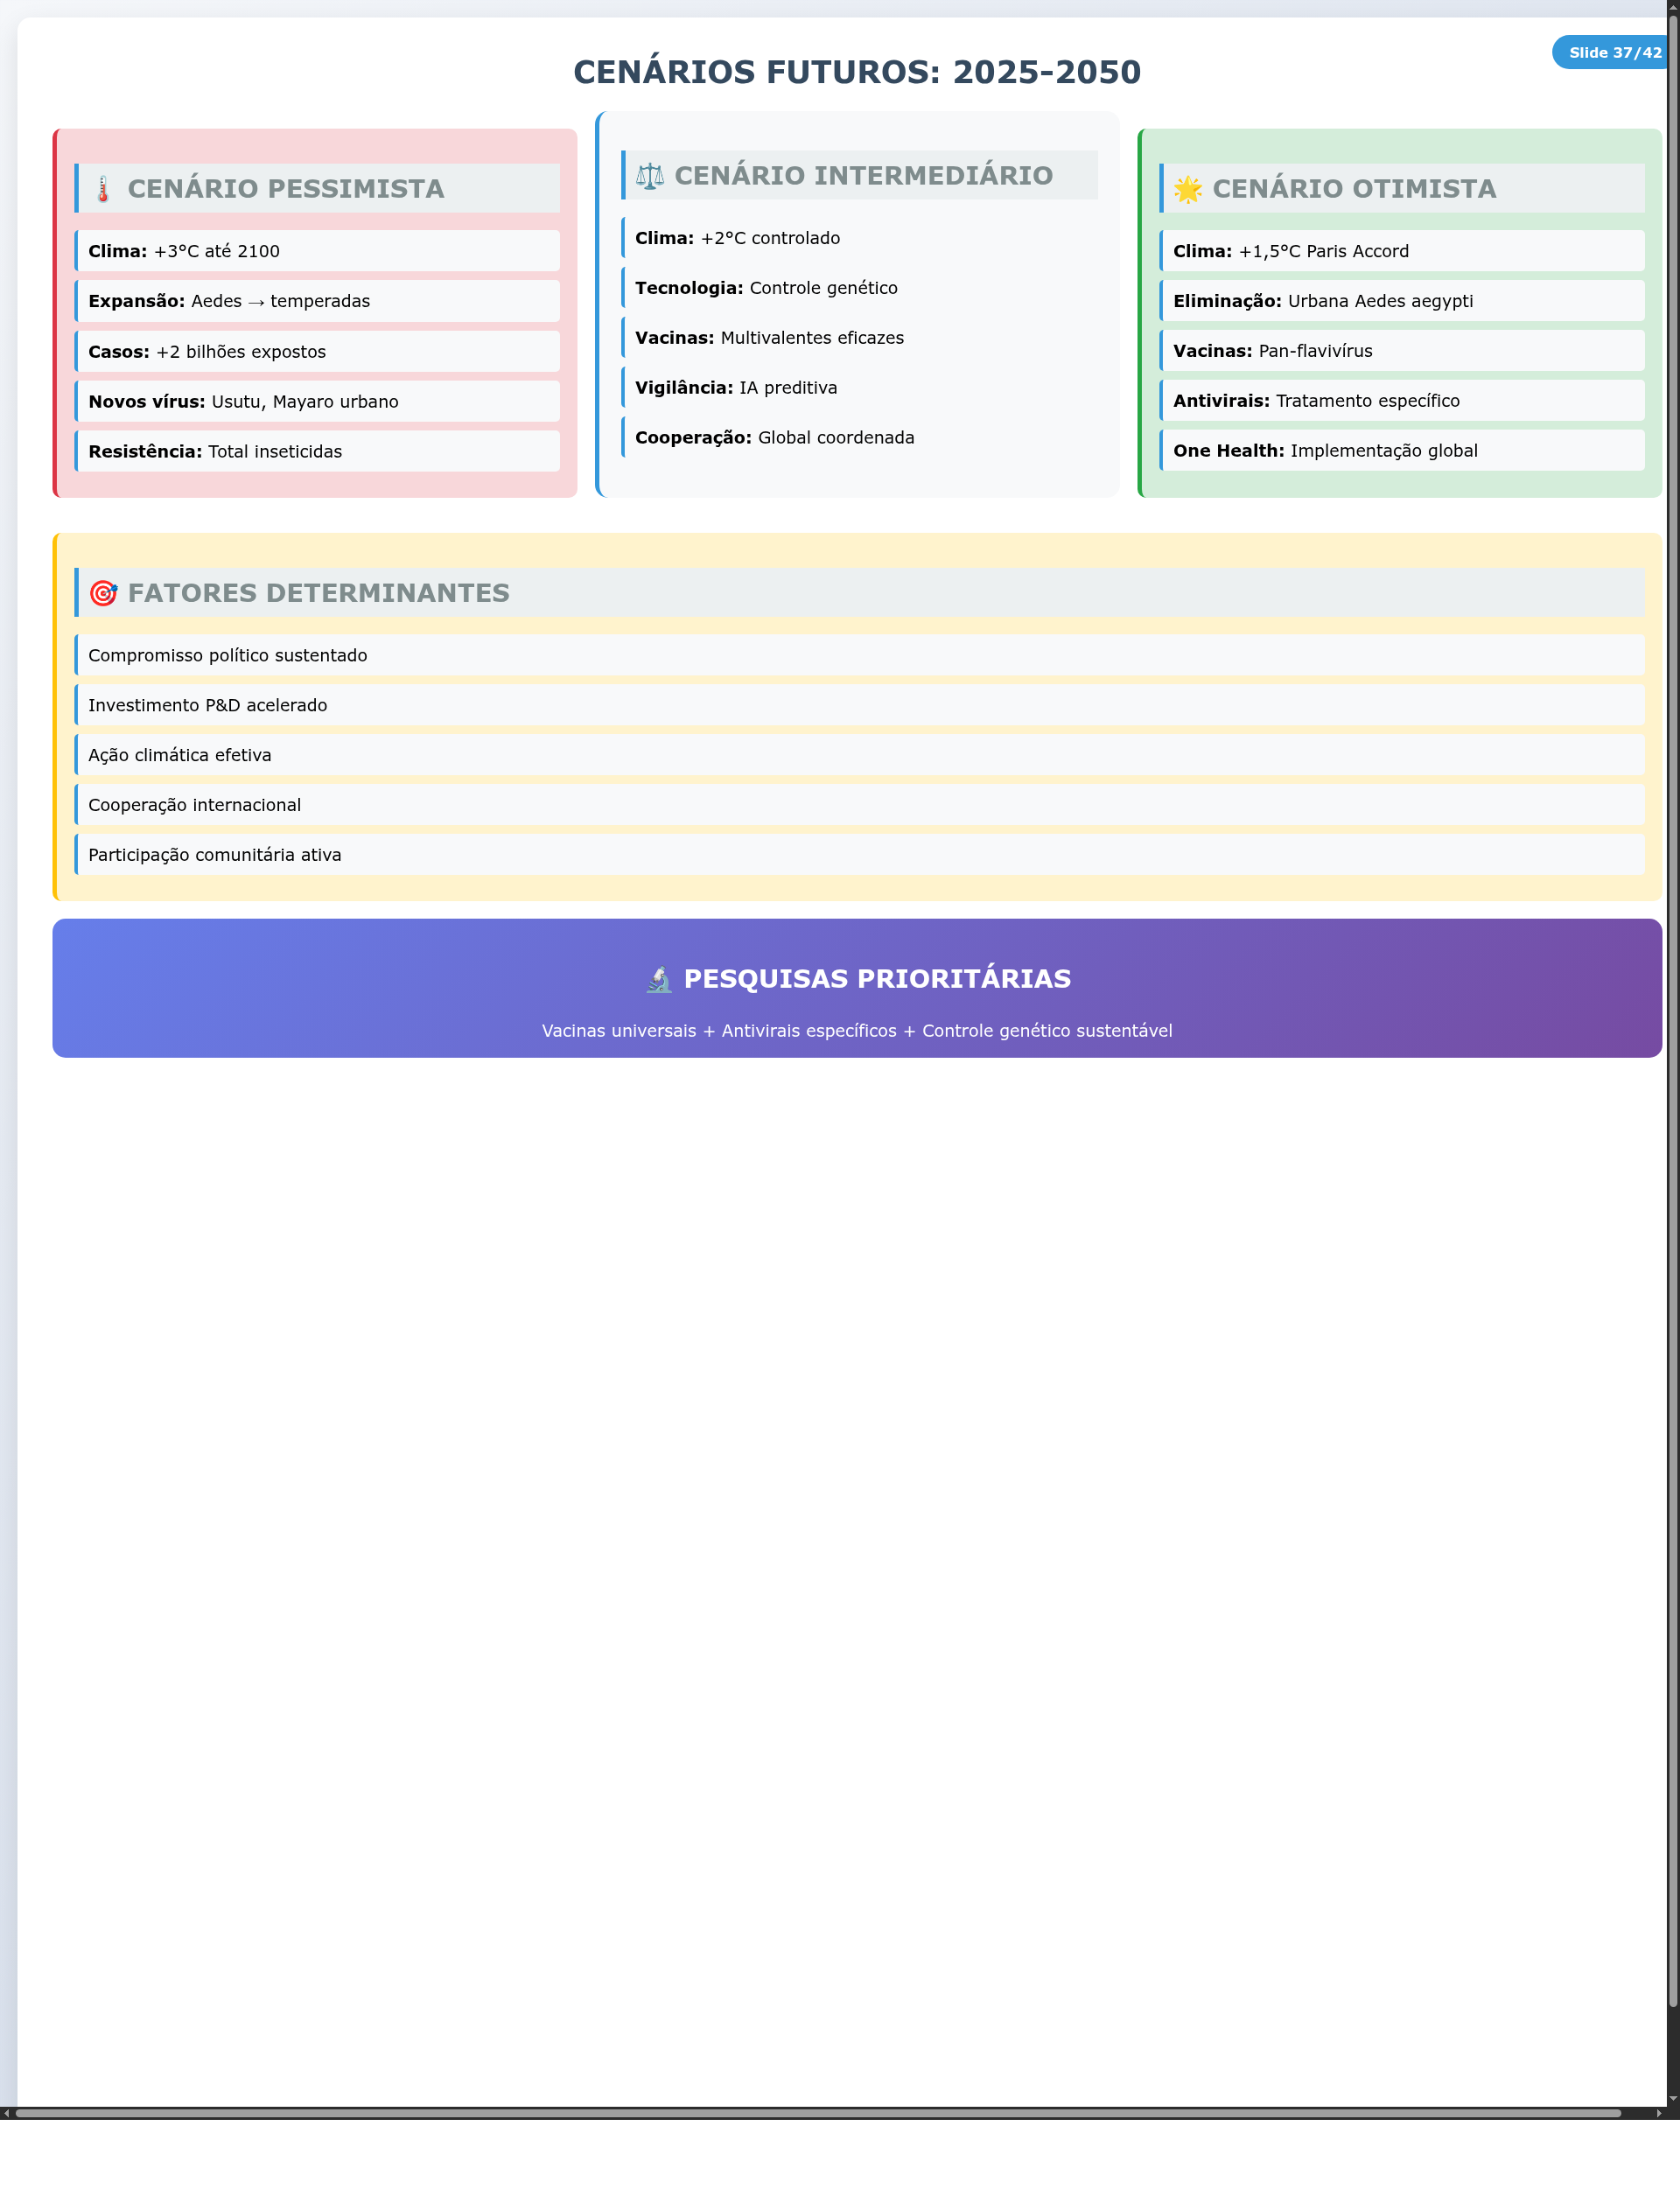 Slide 37/42
CENÁRIOS FUTUROS: 2025-2050
🌡️ CENÁRIO PESSIMISTA
Clima: +3°C até 2100
Expansão: Aedes → temperadas
Casos: +2 bilhões expostos
Novos vírus: Usutu, Mayaro urbano
Resistência: Total inseticidas
⚖️ CENÁRIO INTERMEDIÁRIO
Clima: +2°C controlado
Tecnologia: Controle genético
Vacinas: Multivalentes eficazes
Vigilância: IA preditiva
Cooperação: Global coordenada
🌟 CENÁRIO OTIMISTA
Clima: +1,5°C Paris Accord
Eliminação: Urbana Aedes aegypti
Vacinas: Pan-flavivírus
Antivirais: Tratamento específico
One Health: Implementação global
🎯 FATORES DETERMINANTES
Compromisso político sustentado
Investimento P&D acelerado
Ação climática efetiva
Cooperação internacional
Participação comunitária ativa
🔬 PESQUISAS PRIORITÁRIAS
Vacinas universais + Antivirais específicos + Controle genético sustentável